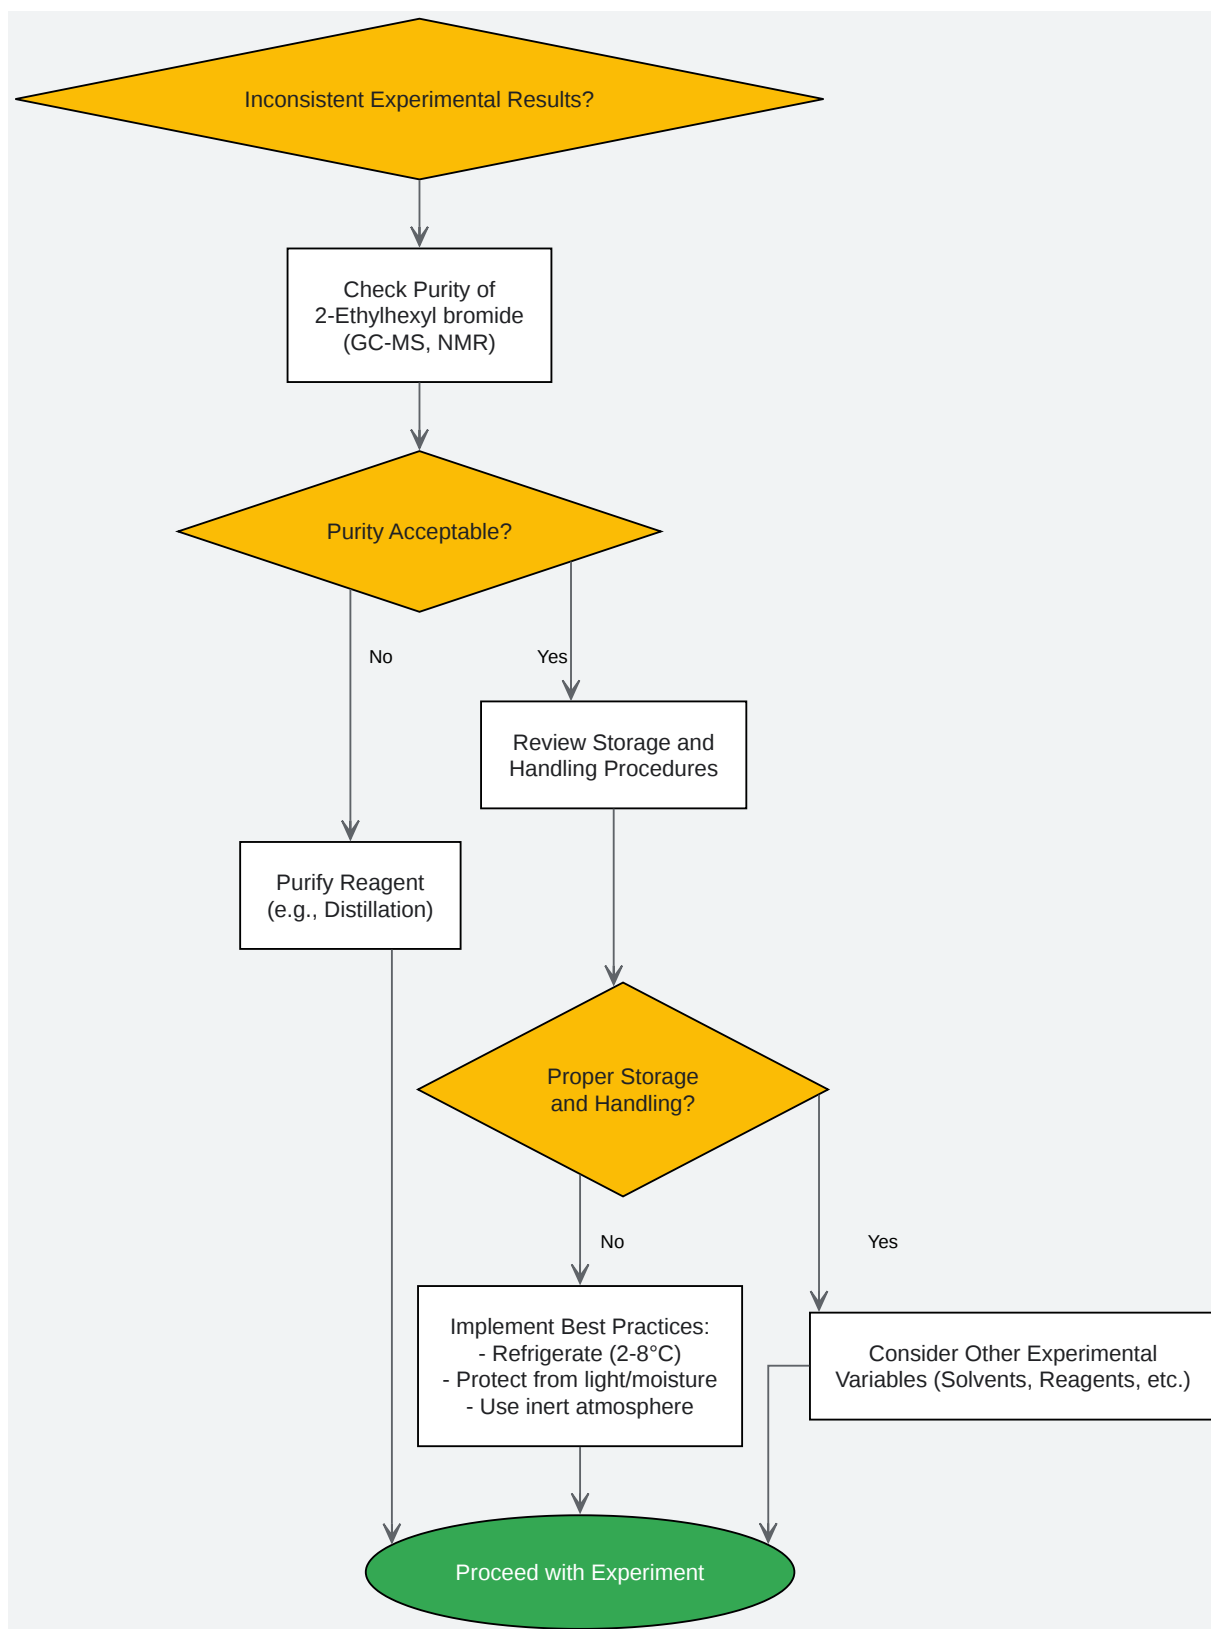 Inconsistent Experimental Results?
Check Purity of
2-Ethylhexyl bromide
(GC-MS, NMR)
Purity Acceptable?
No
Yes
Review Storage and
Handling Procedures
Purify Reagent
(e.g., Distillation)
Proper Storage
and Handling?
No
Yes
Implement Best Practices:
- Refrigerate (2-8°C)
- Protect from light/moisture
- Use inert atmosphere
Consider Other Experimental
Variables (Solvents, Reagents, etc.)
Proceed with Experiment